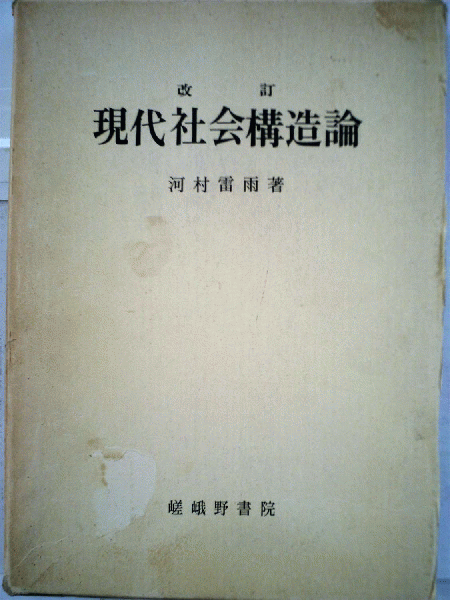 改訂
現代社会構造論
河村雷雨著
嵯峨野書院